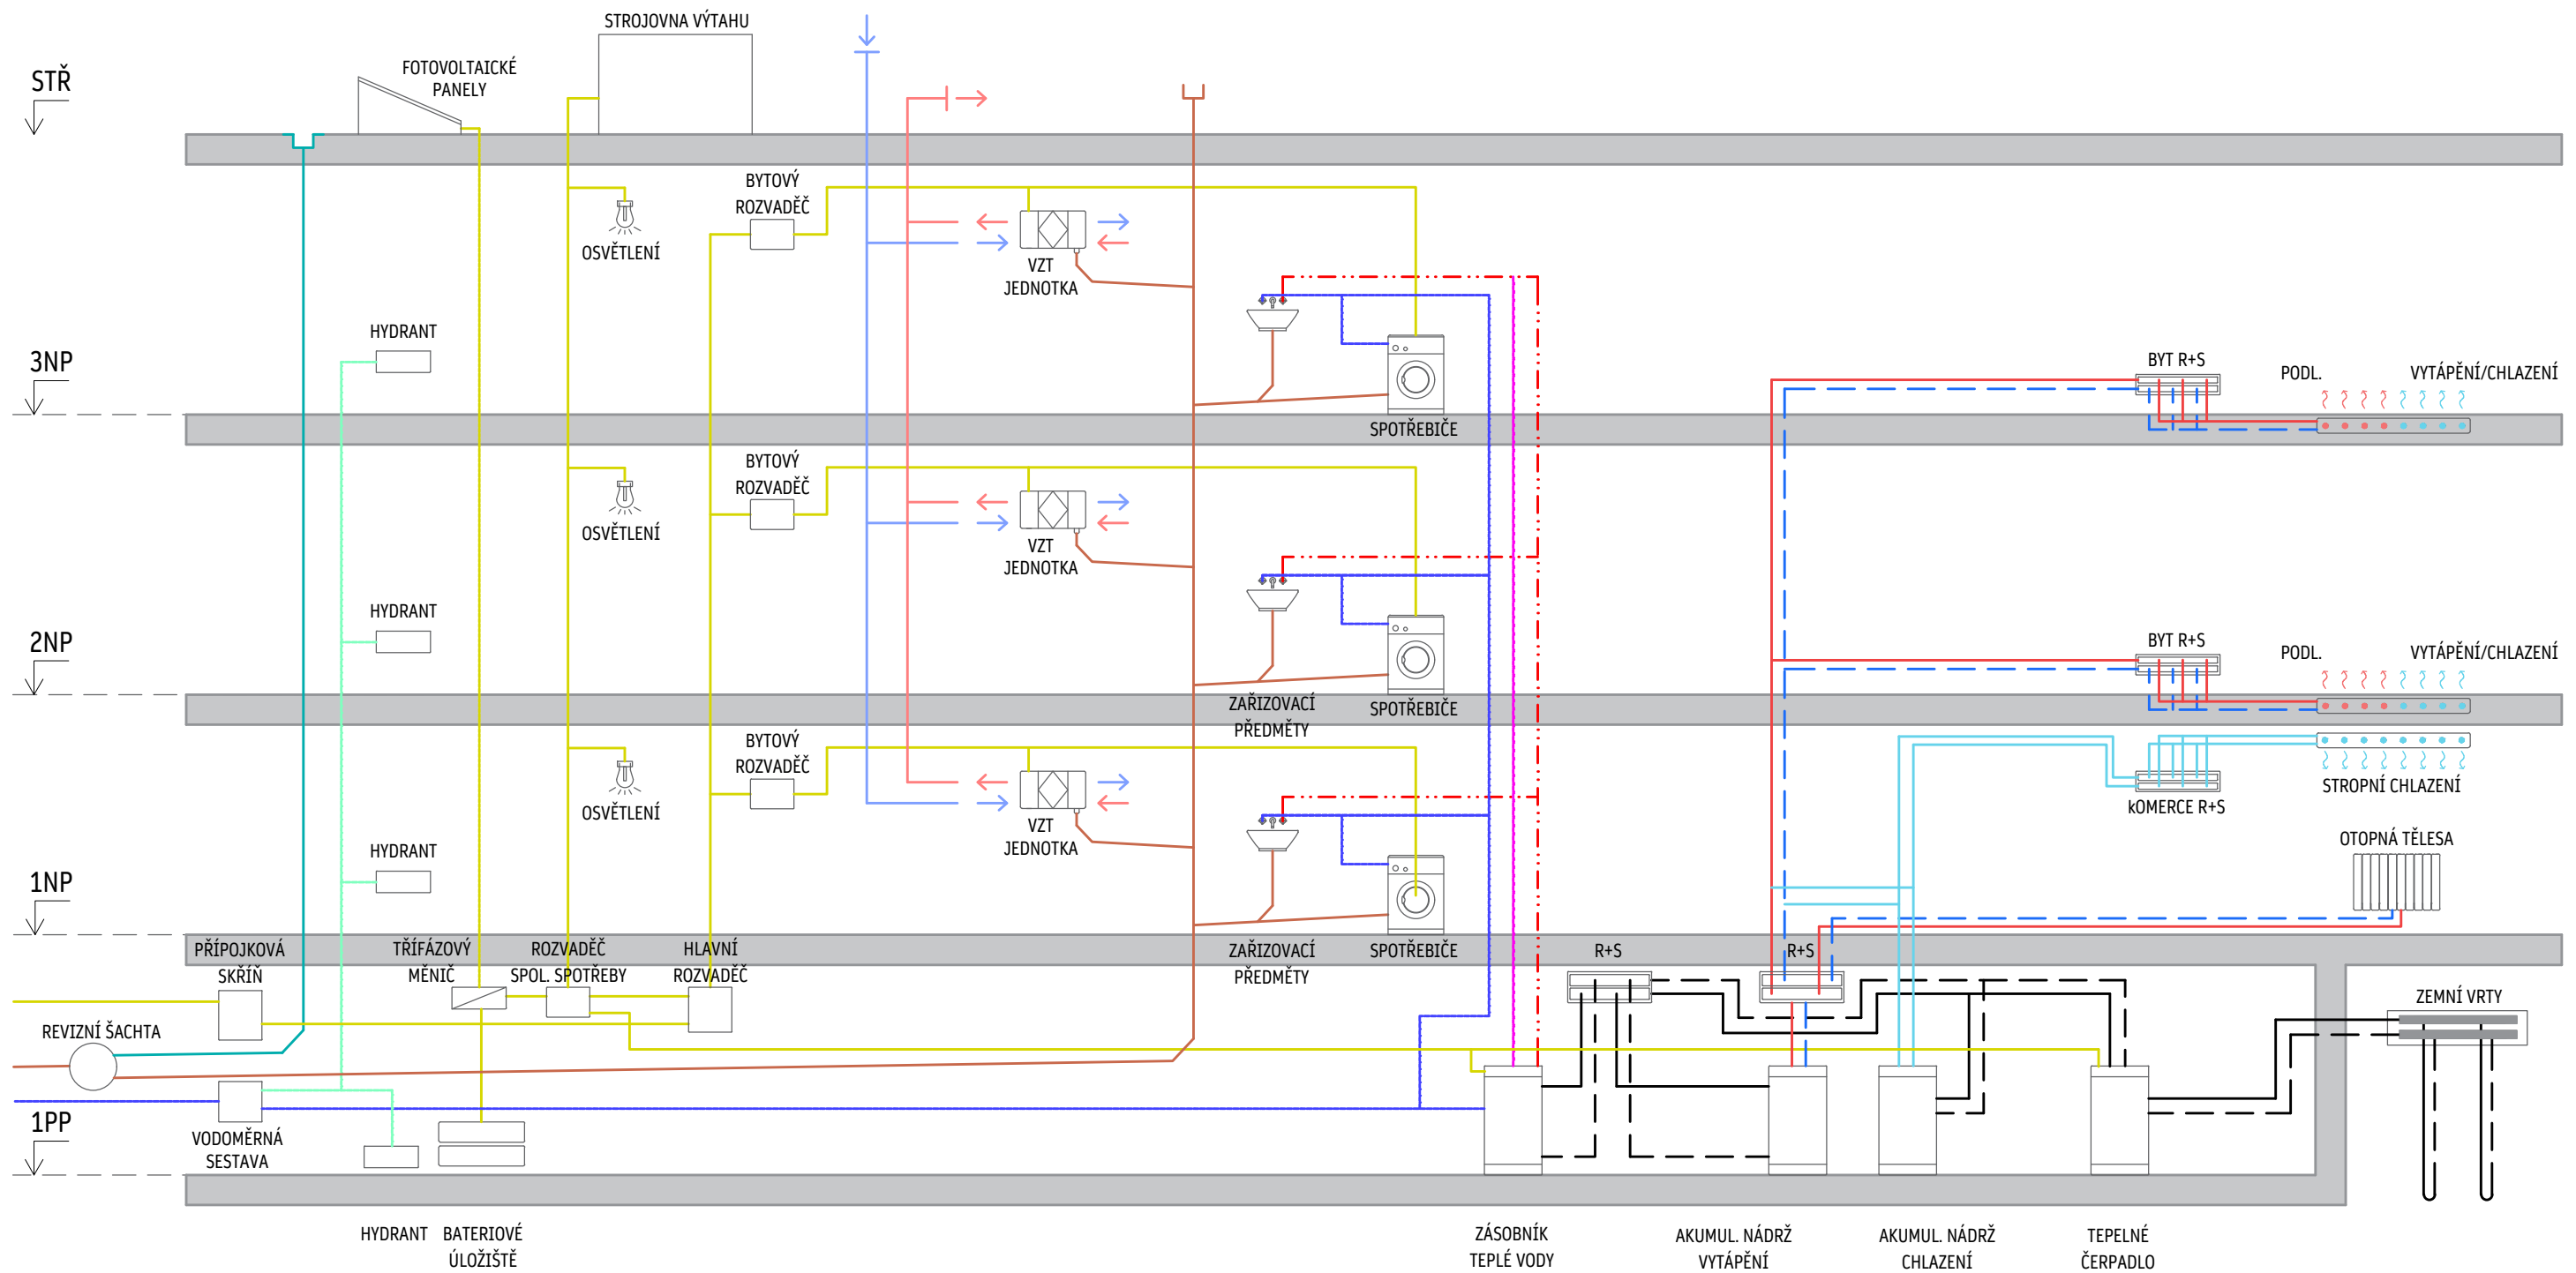 STROJOVNA VÝTAHU
FOTOVOLTAICKÉ
PANELY
STŘ
BYTOVÝ
ROZVADĚČ
OSVĚTLENÍ
VZT
JEDNOTKA
HYDRANT
3NP
BYT R+S
PODL.
VYTÁPĚNÍ/CHLAZENÍ
SPOTŘEBIČE
BYTOVÝ
ROZVADĚČ
OSVĚTLENÍ
VZT
JEDNOTKA
HYDRANT
2NP
BYT R+S
PODL.
VYTÁPĚNÍ/CHLAZENÍ
ZAŘIZOVACÍ
PŘEDMĚTY
SPOTŘEBIČE
BYTOVÝ
ROZVADĚČ
OSVĚTLENÍ
VZT
JEDNOTKA
STROPNÍ CHLAZENÍ
kOMERCE R+S
OTOPNÁ TĚLESA
HYDRANT
1NP
PŘÍPOJKOVÁ
SKŘÍŇ
TŘÍFÁZOVÝ
MĚNIČ
ROZVADĚČ
SPOL. SPOTŘEBY
HLAVNÍ
ROZVADĚČ
ZAŘIZOVACÍ
PŘEDMĚTY
SPOTŘEBIČE
R+S
R+S
ZEMNÍ VRTY
REVIZNÍ ŠACHTA
1PP
VODOMĚRNÁ
SESTAVA
HYDRANT
BATERIOVÉ
ÚLOŽIŠTĚ
ZÁSOBNÍK
TEPLÉ VODY
AKUMUL. NÁDRŽ
VYTÁPĚNÍ
AKUMUL. NÁDRŽ
CHLAZENÍ
TEPELNÉ
ČERPADLO